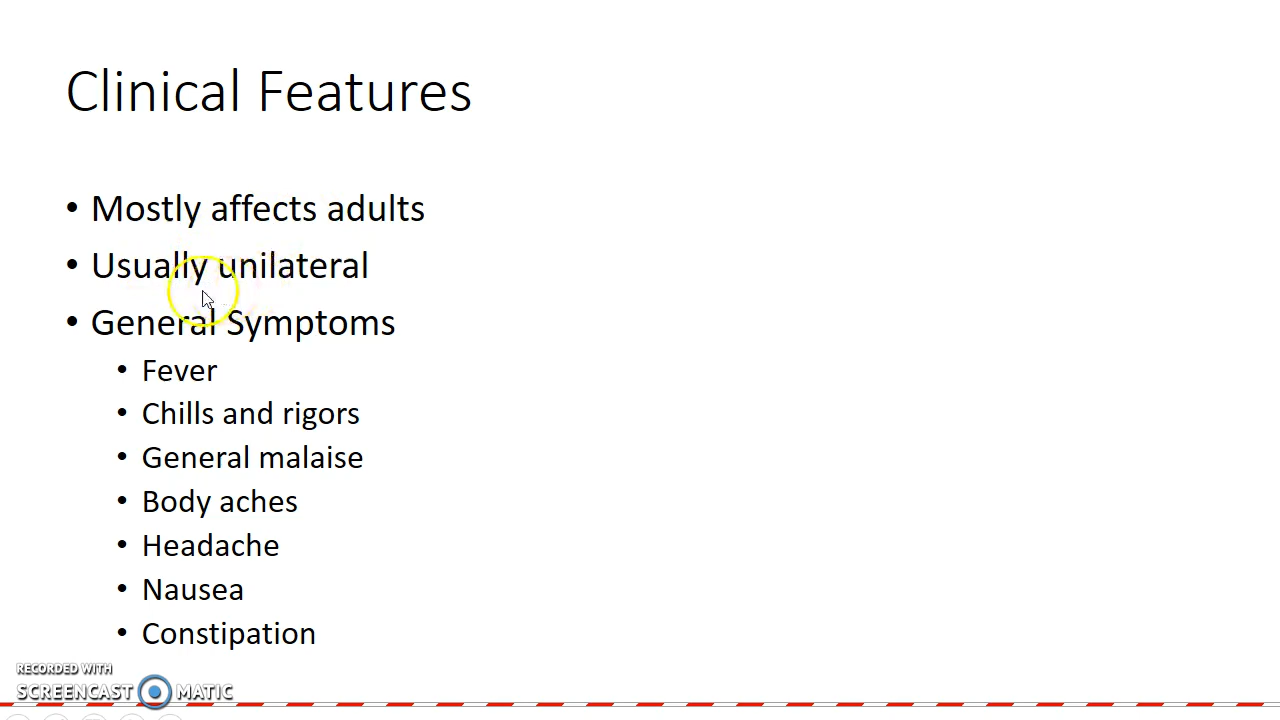 Clinical Features
• Mostly affects adults
• Usually unilateral
• General Symptoms
• Fever
• Chills and rigors
• General malaise
• Body aches
• Headache
• Nausea
• Constipation
RECORDED WITH
SCREENCAST MATIC